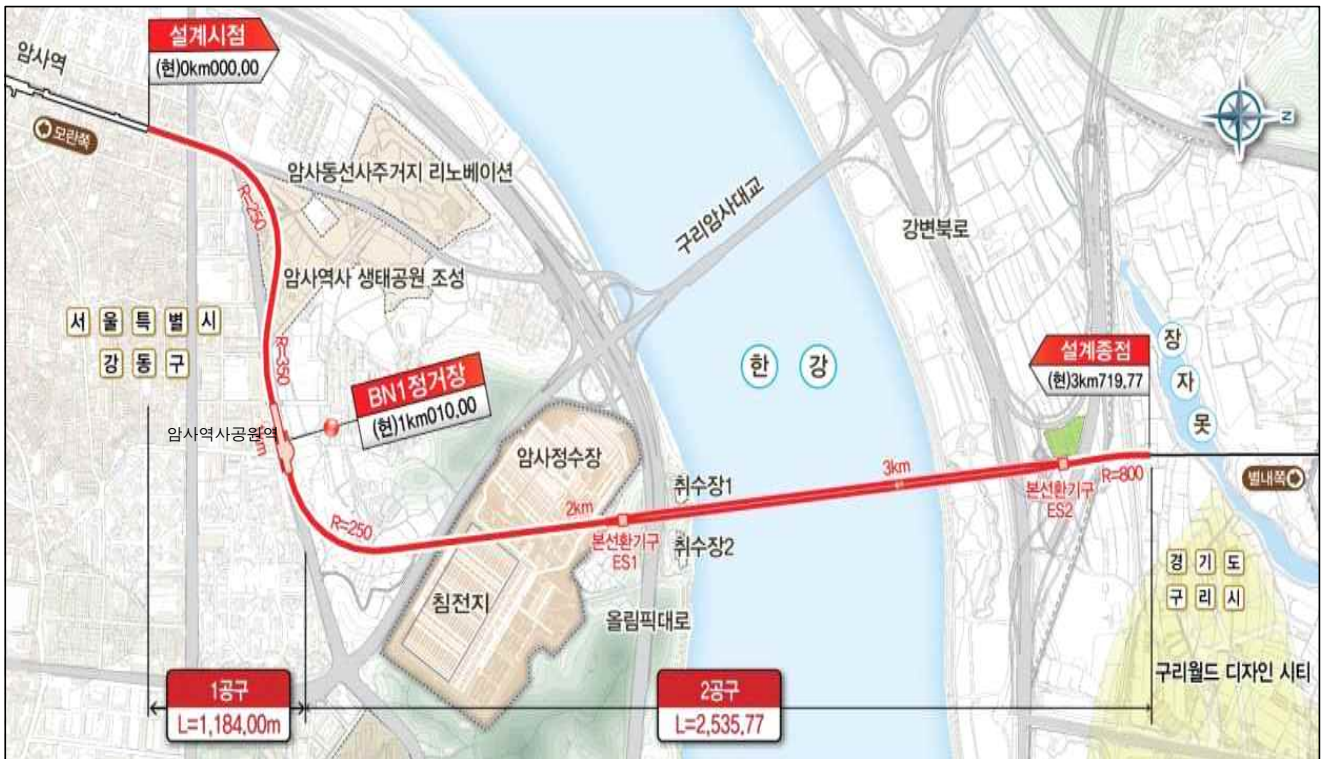 설계시점
(현)0km000.00
암사역
모란쪽
N
R=250
암사동선사주거지 리노베이션
암사역사 생태공원 조성
구리암사대교
강변북로
서울특별시
강동구
R=350
BN1정거장
(현)1km010.00
암사역사공원역
한강
설계종점
(현)3km719.77
장자못
암사정수장
취수장1
3km
2km
본선환기구
ES1
취수장2
R=250
본선환기구
ES2
R=800
별내쪽
경기도
구리시
침전지
올림픽대로
구리월드 디자인 시티
1공구
L=1,184.00m
2공구
L=2,535.77